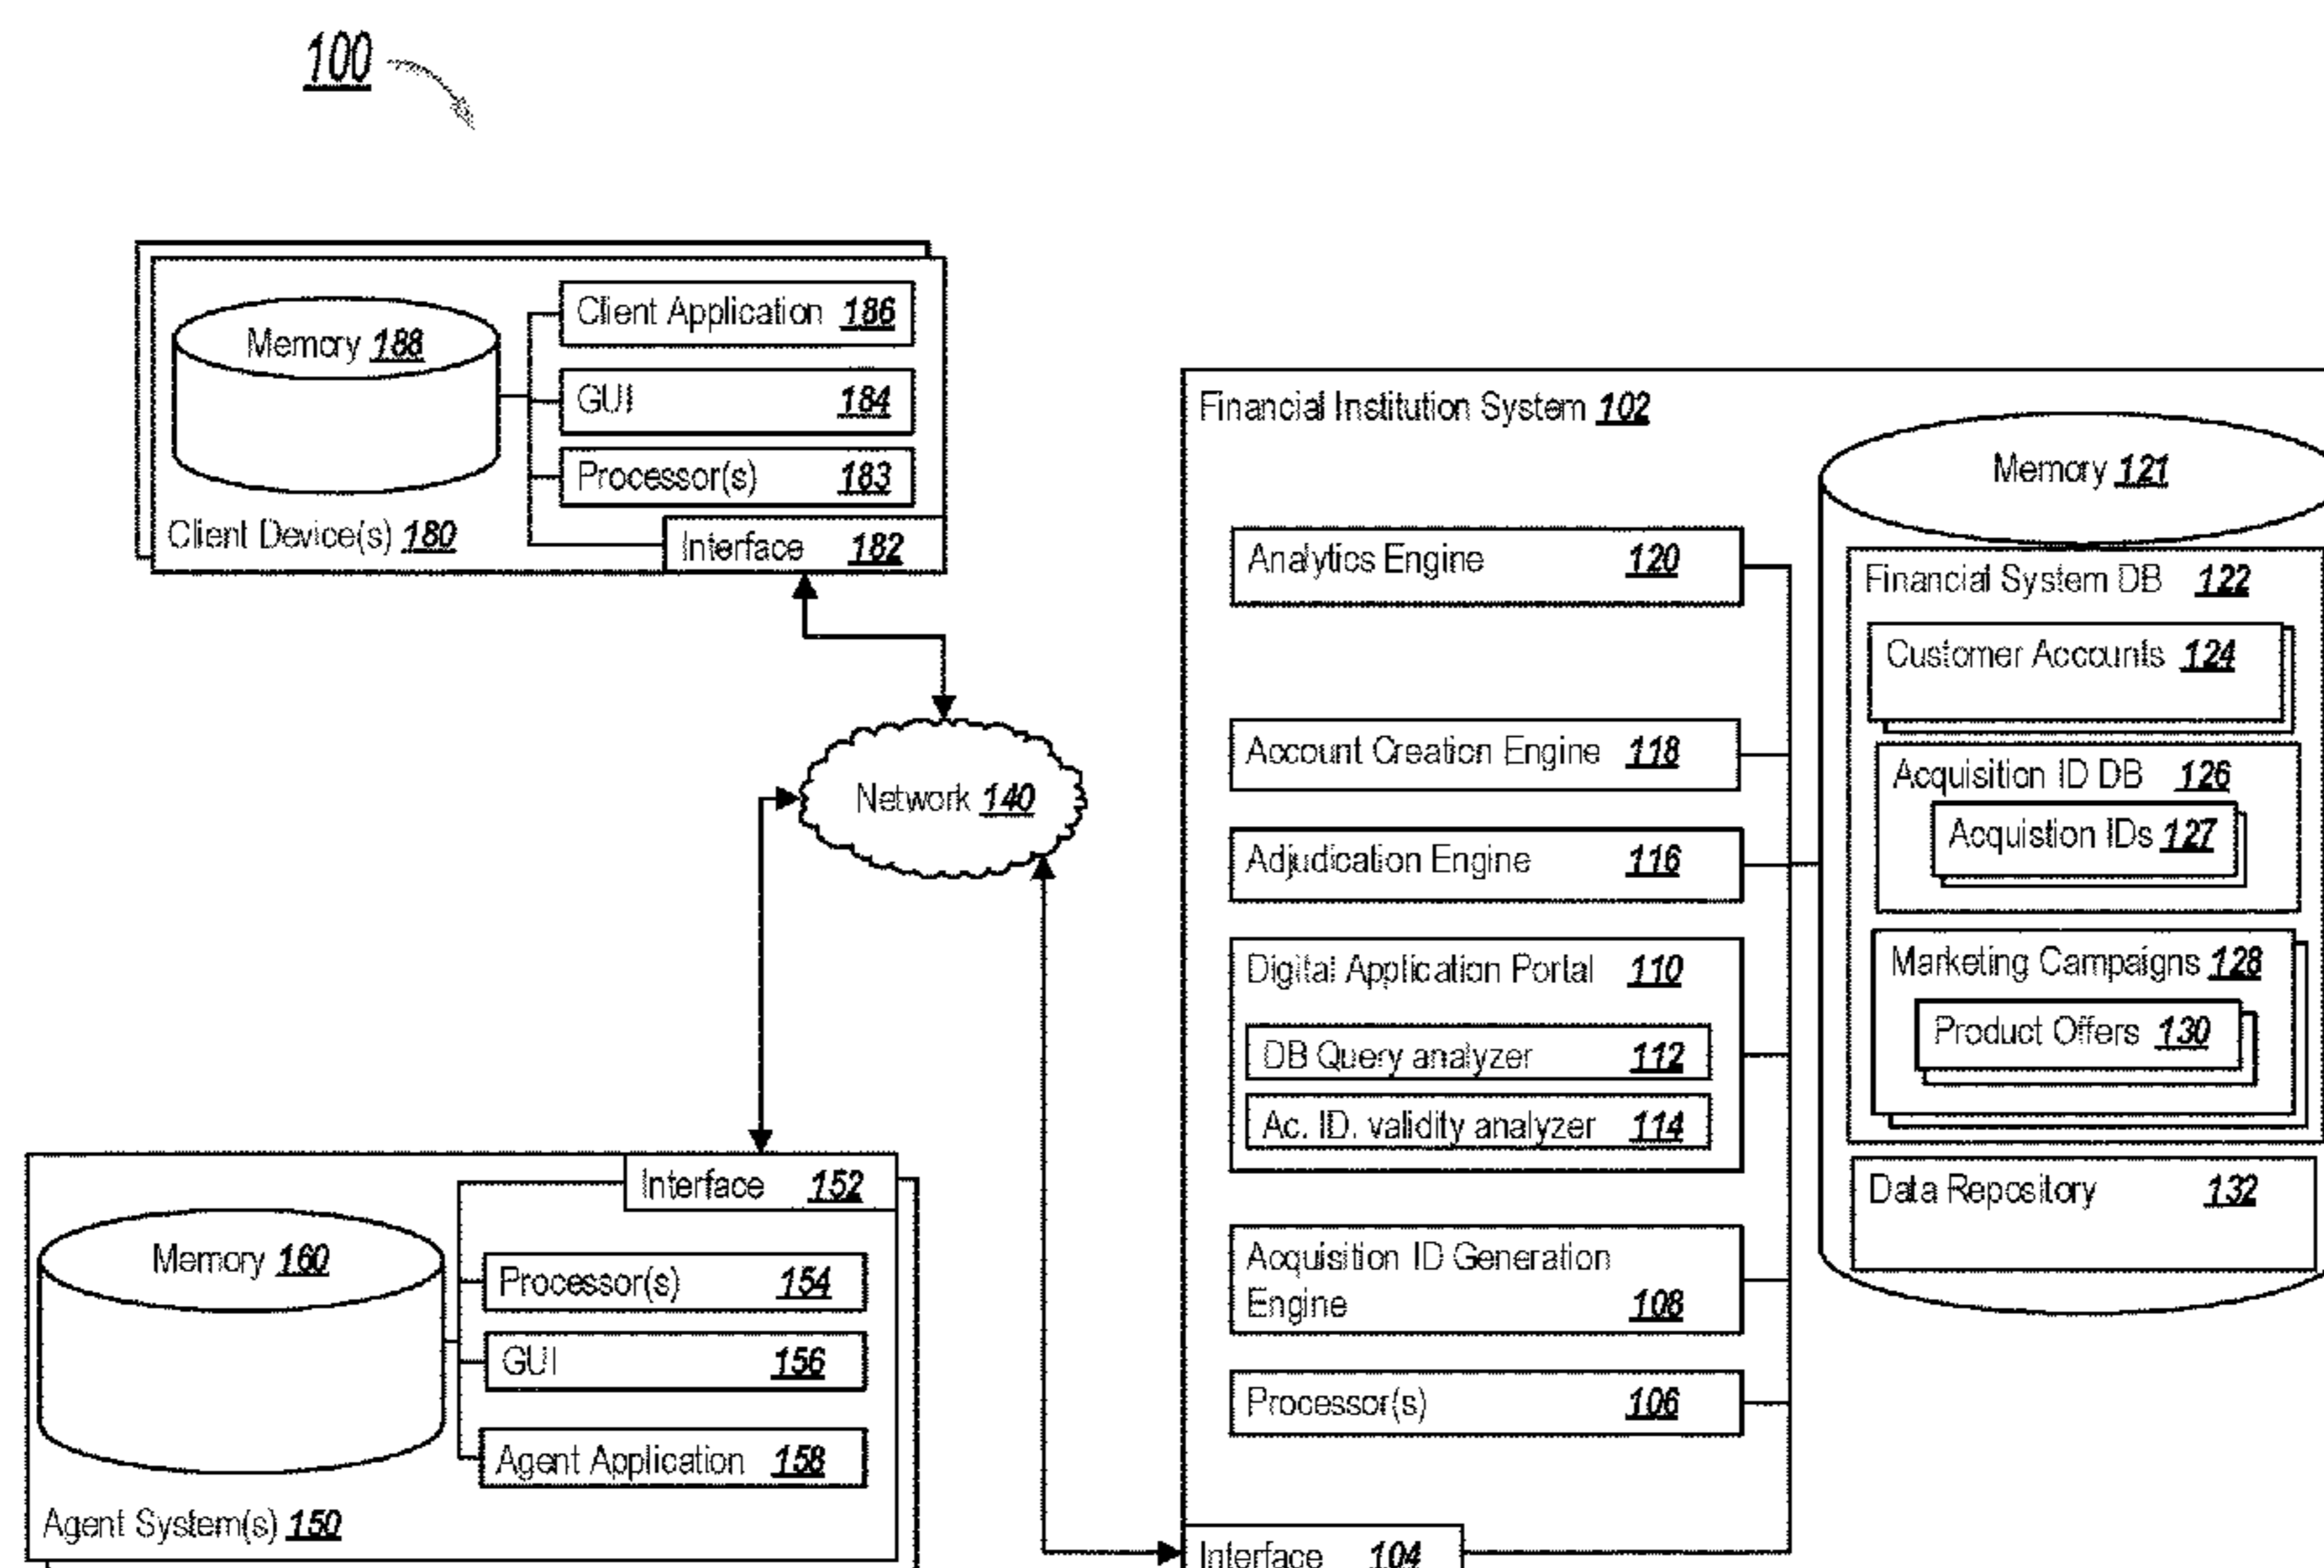 100
Memory 188
Client Application 186
GUI 184
Processor(s) 183
Client Device(s) 180
Interface 182
Network 140
Interface 152
Memory 160
Processor(s) 154
GUI 156
Agent Application 158
Agent System(s) 150
Financial Institution System 102
Analytics Engine 120
Account Creation Engine 118
Adjudication Engine 116
Digital Application Portal 110
DB Query analyzer 112
Ac. ID. validity analyzer 114
Acquisition ID Generation
Engine 108
Processor(s) 106
Interface 104
Memory 121
Financial System DB 122
Customer Accounts 124
Acquisition ID DB 126
Acquistion IDs 127
Marketing Campaigns 128
Product Offers 130
Data Repository 132